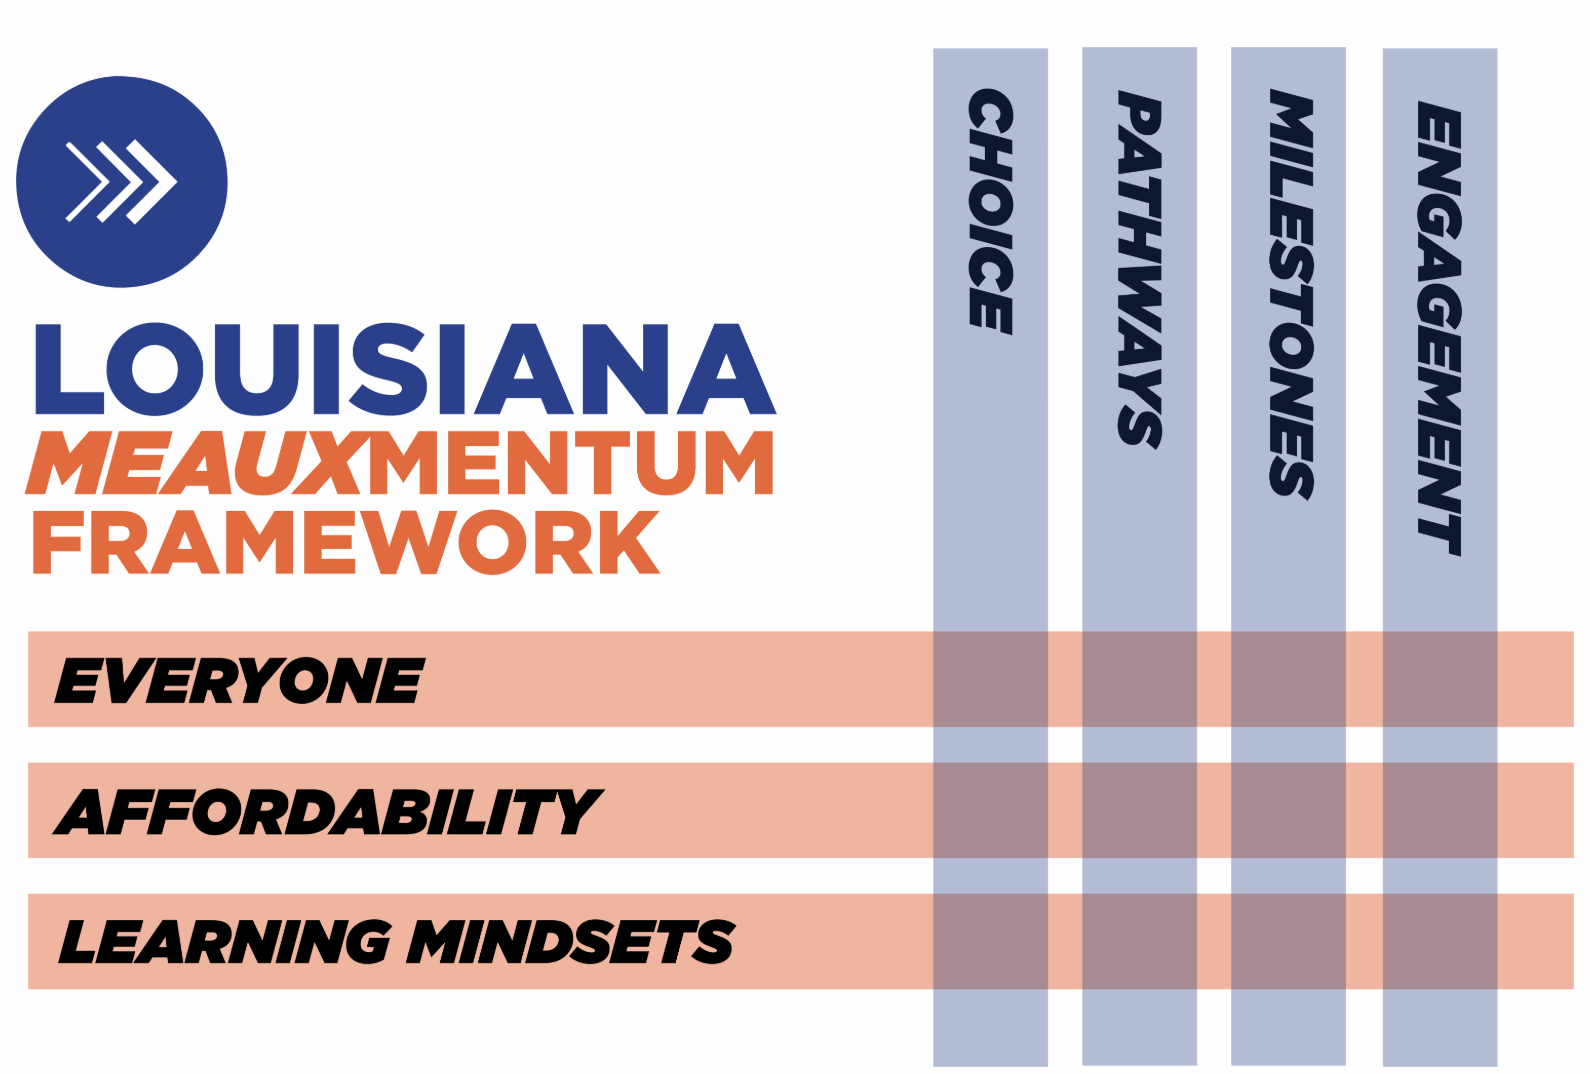 LOUISIANA
MEAUXMENTUM
FRAMEWORK
CHOICE
PATHWAYS
MILESTONES
ENGAGEMENT
EVERYONE
AFFORDABILITY
LEARNING MINDSETS